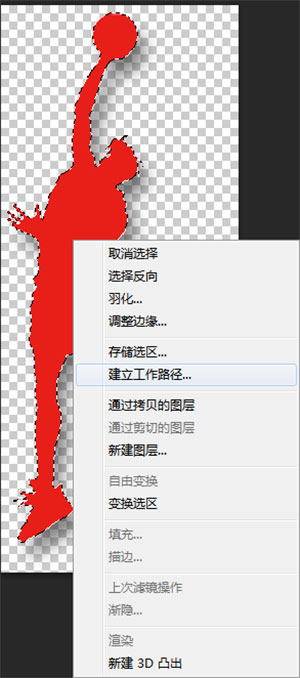 取消选择
选择反向
羽化...
调整边缘...
存储选区...
建立工作路径...
通过拷贝的图层
通过剪切的图层
新建图层...
自由变换
变换选区
填充...
描边...
上次滤镜操作
渐隐...
渲染
新建 3D 凸出